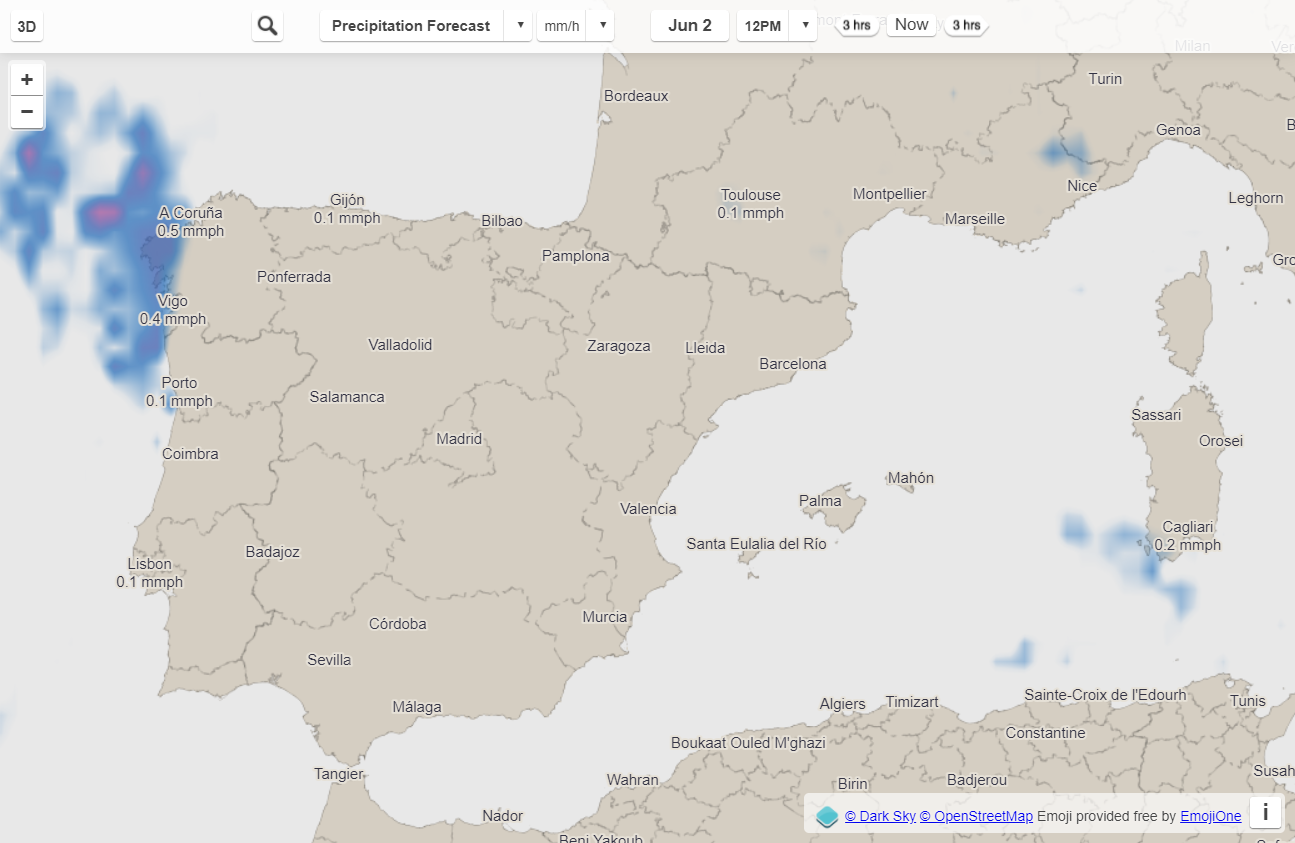 3D
Precipitation Forecast
mm/h
Jun 2
12PM
3 hrs
Now
3 hrs
Milan
+
−
Bordeaux
Turin
Genoa
Nice
Toulouse
0.1 mmph
Montpellier
Marseille
Leghorn
A Coruña
0.5 mmph
Gijón
0.1 mmph
Bilbao
Pamplona
Ponferrada
Vigo
0.4 mmph
Valladolid
Zaragoza
Lleida
Barcelona
Porto
0.1 mmph
Salamanca
Sassari
Madrid
Orosei
Coimbra
Mahón
Palma
Valencia
Cagliari
0.2 mmph
Santa Eulalia del Río
Badajoz
Lisbon
0.1 mmph
Murcia
Córdoba
Sevilla
Málaga
Algiers
Timizart
Sainte-Croix de l'Edourh
Tunis
Constantine
Boukaat Ouled M'ghazi
Tangier
Wahran
Birin
Badjerou
Susah
Nádor
© Dark Sky © OpenStreetMap Emoji provided free by EmojiOne
i
Beni Yakoub